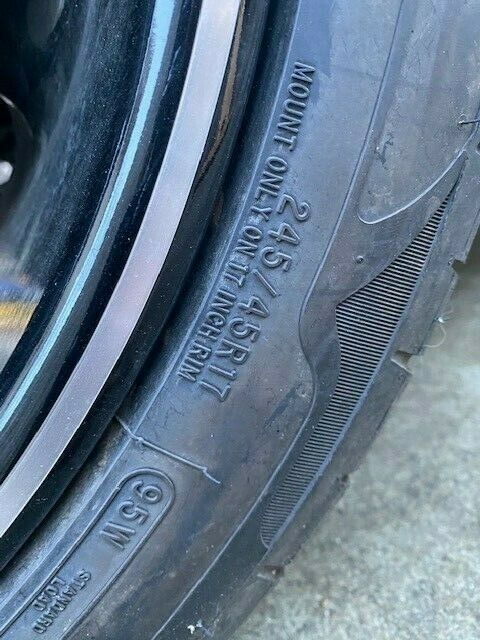 MOUNT ONLY ON 17 INCH RIM
245/45R17
95W
STANDARD
LOAD